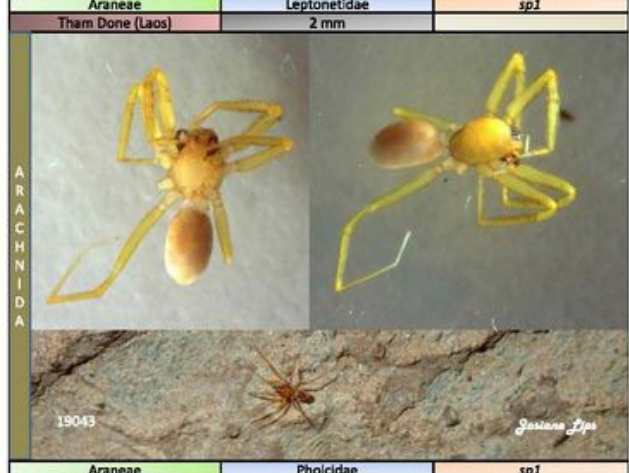 Araneae Leptonetidae sp1
Tham Done (Laos) 2 mm
ARACHNIDA
19043 Josiane Lips
Araneae Pholcidae sp1